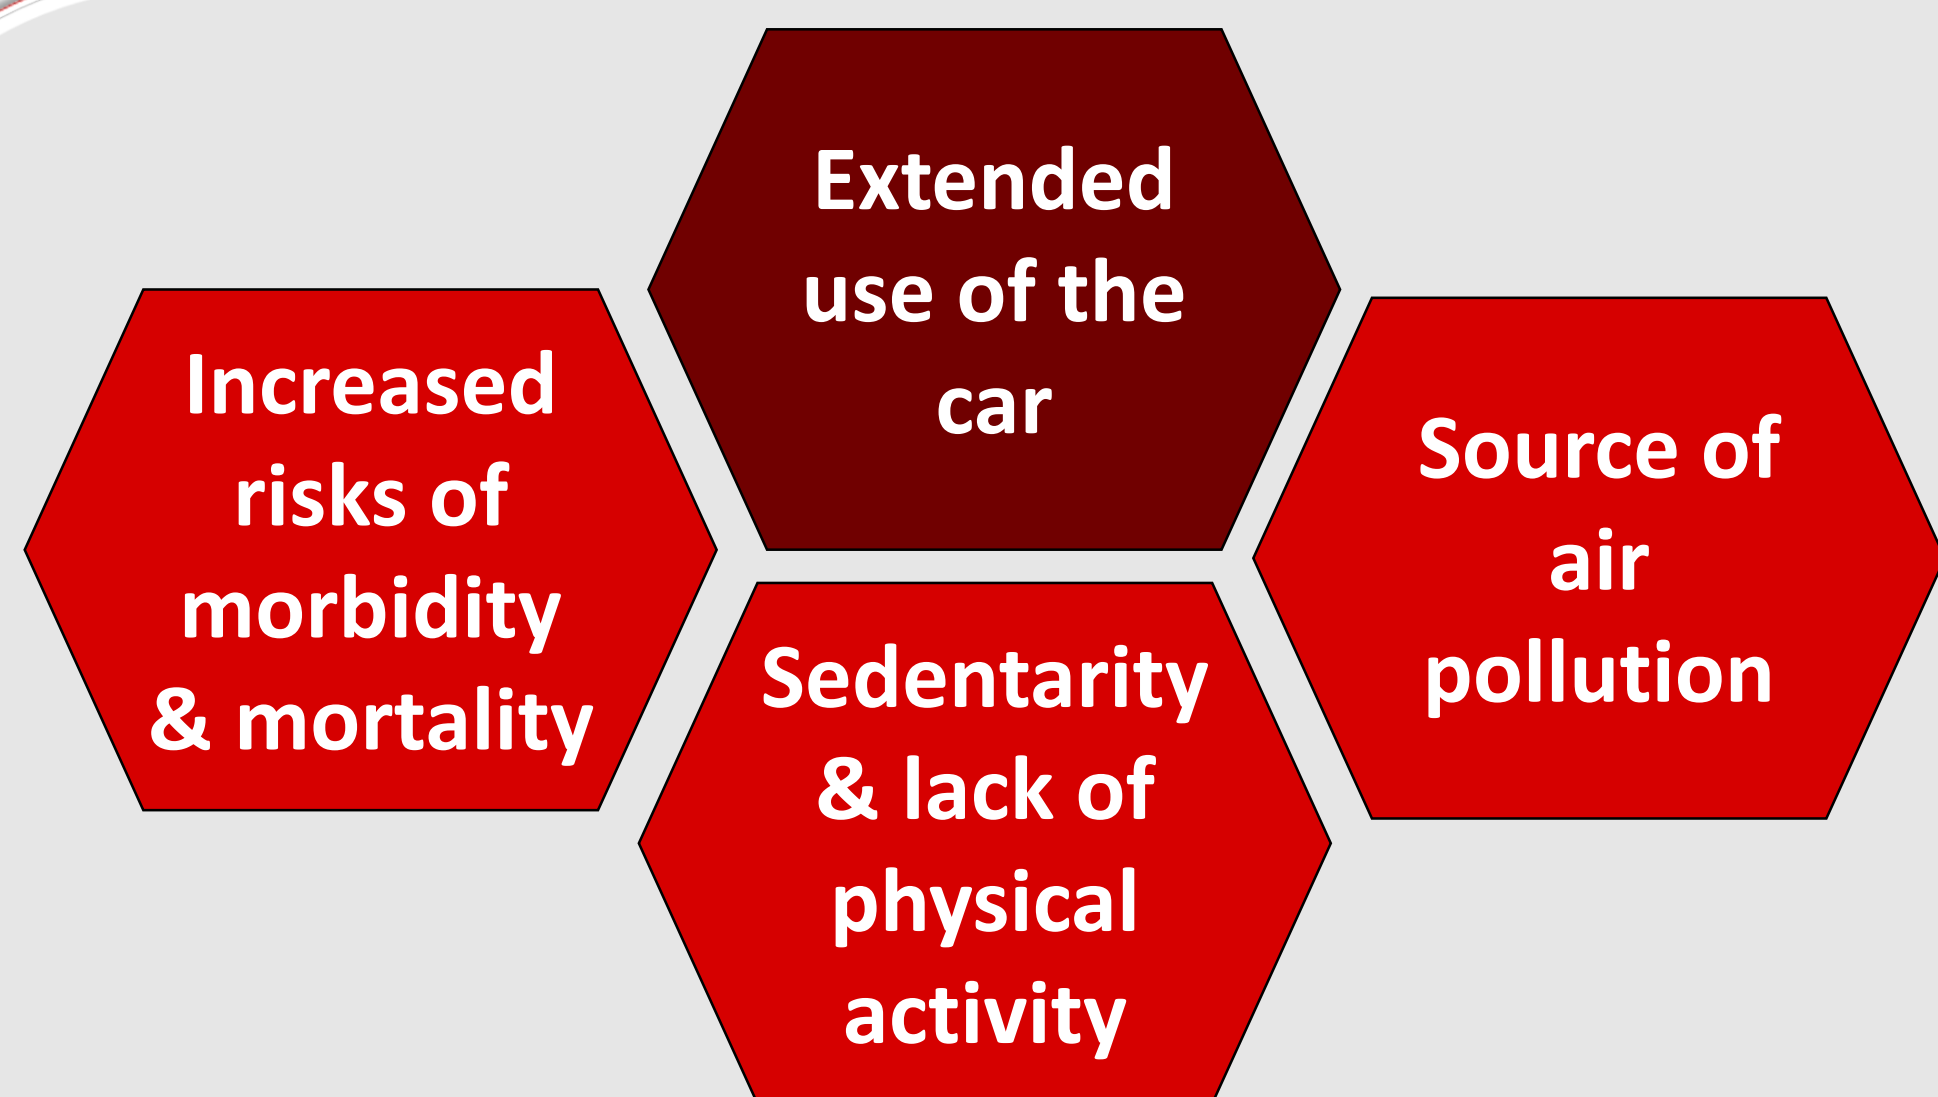 Extended
use of the
car
Increased
risks of
morbidity
& mortality
Source of
air
pollution
Sedentarity
& lack of
physical
activity